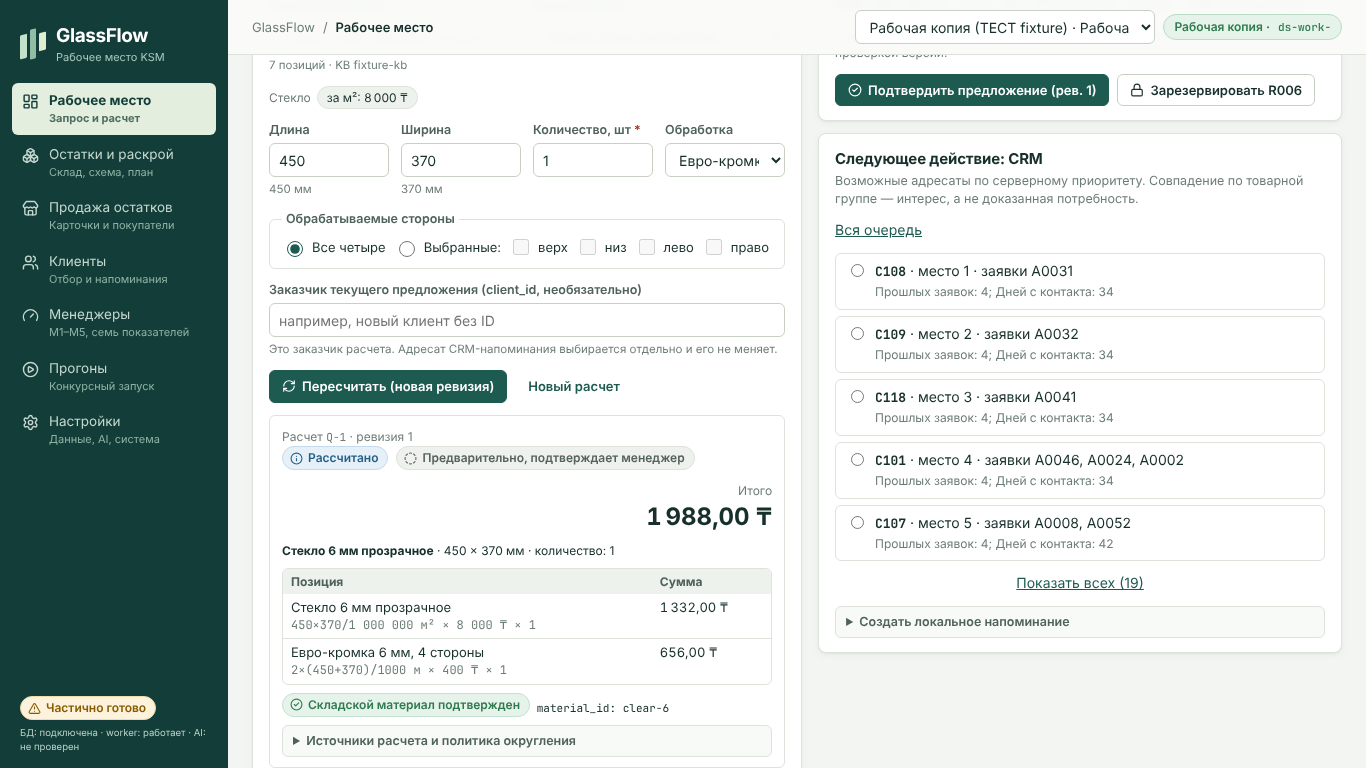 GlassFlow
Рабочее место KSM
Рабочее место
Запрос и расчет
Остатки и раскрой
Склад, схема, план
Продажа остатков
Карточки и покупатели
Клиенты
Отбор и напоминания
Менеджеры
М1–М5, семь показателей
Прогоны
Конкурсный запуск
Настройки
Данные, AI, система
Частично готово
БД: подключена · worker: работает · AI:
не проверен
GlassFlow / Рабочее место
Рабочая копия (ТЕСТ fixture) · Рабоча
Рабочая копия · ds-work-
7 позиций · KB fixture-kb
Стекло за м²: 8 000 ₸
Длина Ширина Количество, шт * Обработка
450 370 1 Евро-кромк
450 мм 370 мм
Обрабатываемые стороны
Все четыре Выбранные: верх низ лево право
Заказчик текущего предложения (client_id, необязательно)
например, новый клиент без ID
Это заказчик расчета. Адресат CRM-напоминания выбирается отдельно и его не меняет.
Пересчитать (новая ревизия) Новый расчет
Расчет Q-1 · ревизия 1
Рассчитано Предварительно, подтверждает менеджер
Итого
1 988,00 ₸
Стекло 6 мм прозрачное · 450 × 370 мм · количество: 1
Позиция Сумма
Стекло 6 мм прозрачное 1 332,00 ₸
450×370/1 000 000 м² × 8 000 ₸ × 1
Евро-кромка 6 мм, 4 стороны 656,00 ₸
2×(450+370)/1000 м × 400 ₸ × 1
Складской материал подтвержден material_id: clear-6
Источники расчета и политика округления
проверкой версии.
Подтвердить предложение (рев. 1) Зарезервировать R006
Следующее действие: CRM
Возможные адресаты по серверному приоритету. Совпадение по товарной
группе — интерес, а не доказанная потребность.
Вся очередь
C108 · место 1 · заявки A0031
Прошлых заявок: 4; Дней с контакта: 34
C109 · место 2 · заявки A0032
Прошлых заявок: 4; Дней с контакта: 34
C118 · место 3 · заявки A0041
Прошлых заявок: 4; Дней с контакта: 34
C101 · место 4 · заявки A0046, A0024, A0002
Прошлых заявок: 4; Дней с контакта: 34
C107 · место 5 · заявки A0008, A0052
Прошлых заявок: 4; Дней с контакта: 42
Показать всех (19)
Создать локальное напоминание